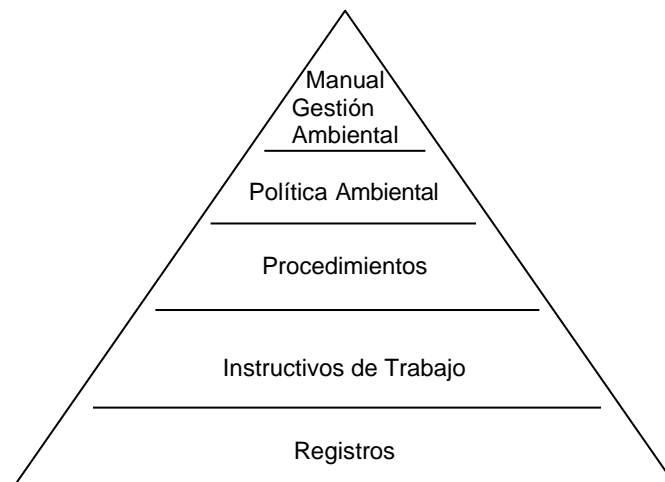 Manual
Gestión
Ambiental
Política Ambiental
Procedimientos
Instructivos de Trabajo
Registros